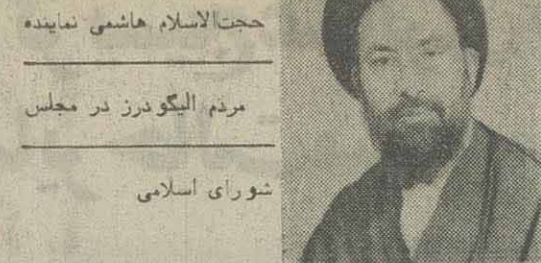 حجت‌الاسلام هاشمی نماینده
مردم الیگودرز در مجلس
شورای اسلامی